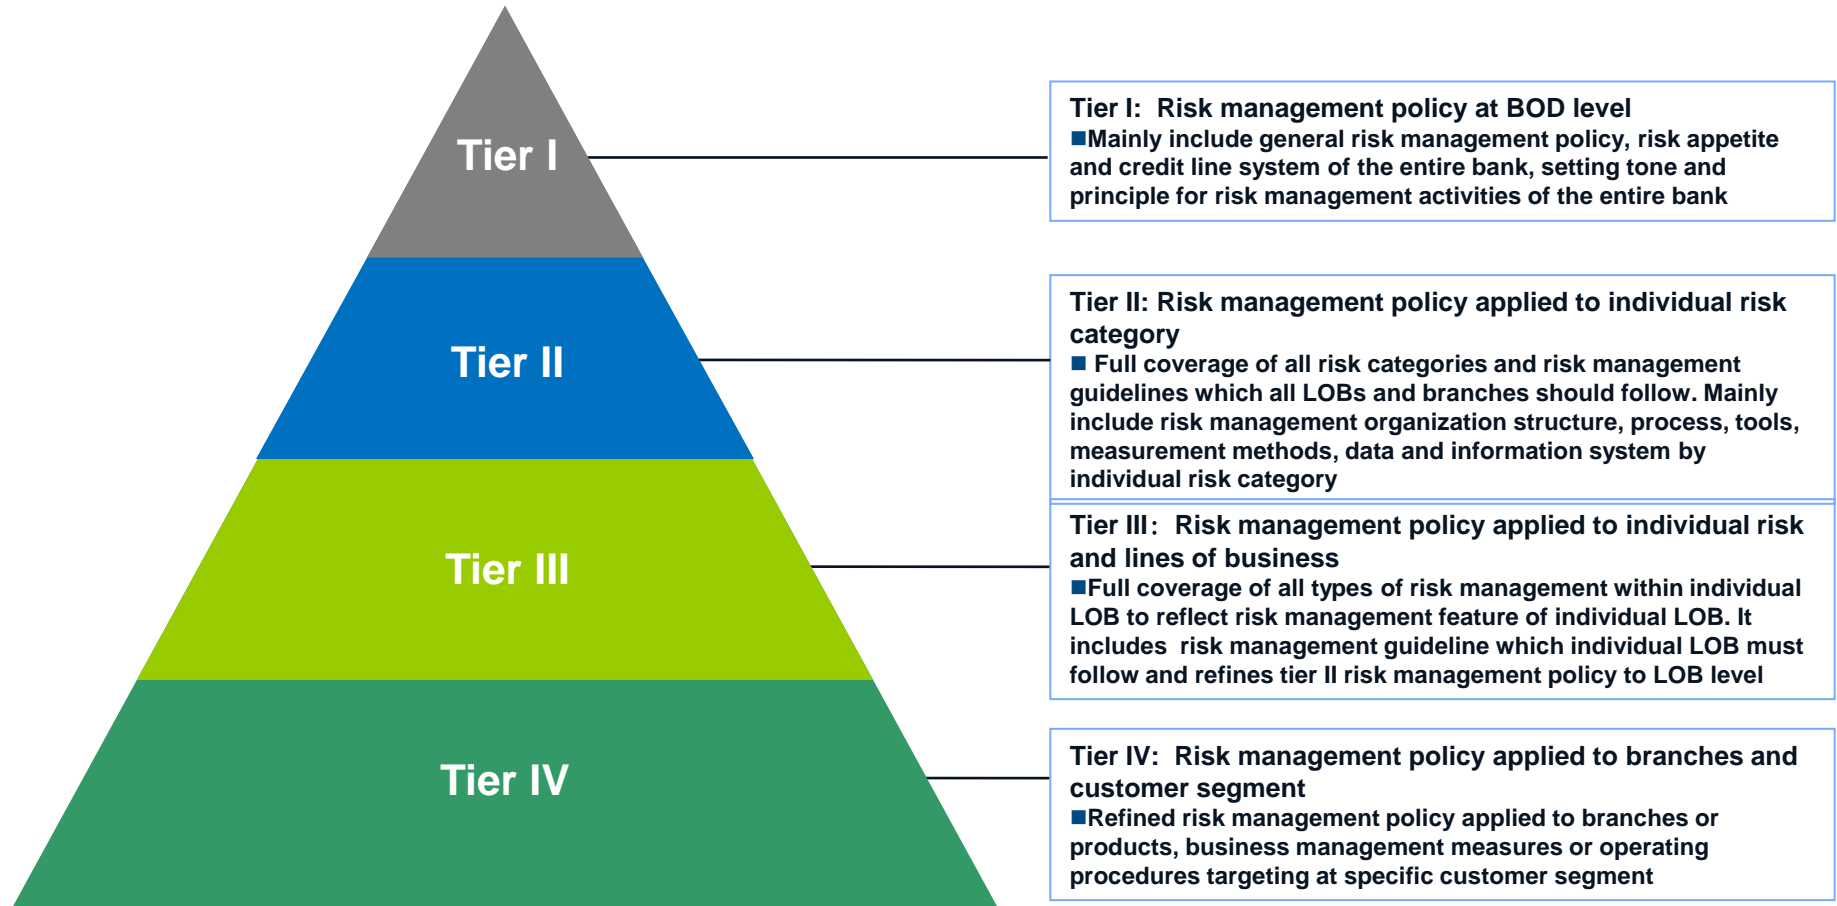 Tier I
Tier I:  Risk management policy at BOD level
■Mainly include general risk management policy, risk appetite
and credit line system of the entire bank, setting tone and
principle for risk management activities of the entire bank
Tier II
Tier II: Risk management policy applied to individual risk
category
■ Full coverage of all risk categories and risk management
guidelines which all LOBs and branches should follow. Mainly
include risk management organization structure, process, tools,
measurement methods, data and information system by
individual risk category
Tier III
Tier III： Risk management policy applied to individual risk
and lines of business
■Full coverage of all types of risk management within individual
LOB to reflect risk management feature of individual LOB. It
includes  risk management guideline which individual LOB must
follow and refines tier II risk management policy to LOB level
Tier IV
Tier IV:  Risk management policy applied to branches and
customer segment
■Refined risk management policy applied to branches or
products, business management measures or operating
procedures targeting at specific customer segment